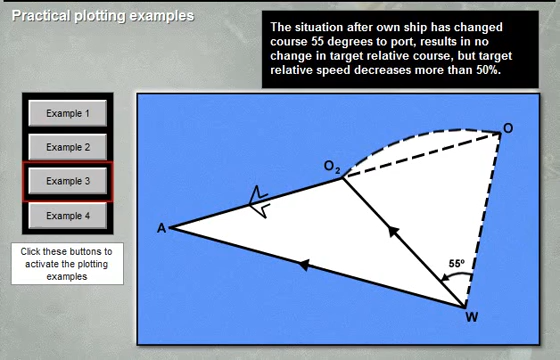 Practical plotting examples
The situation after own ship has changed
course 55 degrees to port, results in no
change in target relative course, but target
relative speed decreases more than 50%.
Example 1
Example 2
Example 3
Example 4
Click these buttons to
activate the plotting
examples
O
O2
A
55º
W